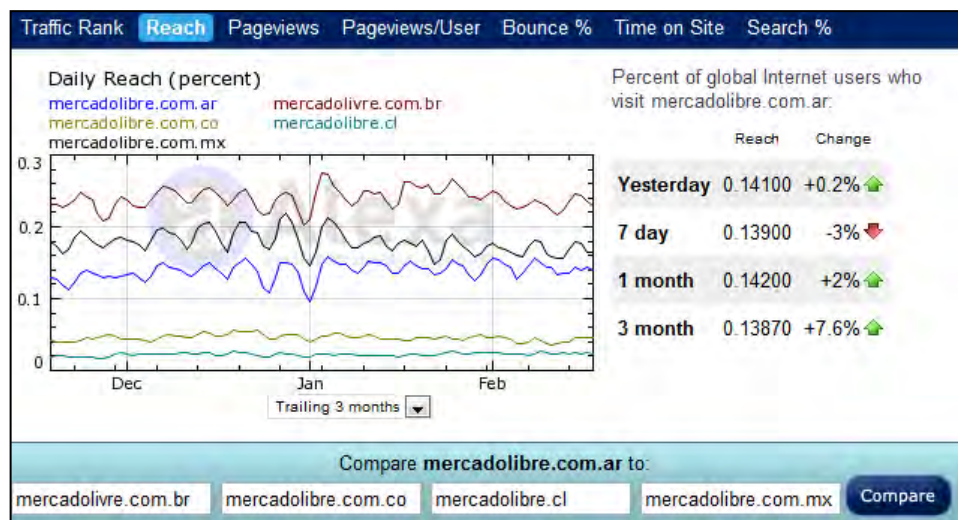 Traffic Rank Reach Pageviews Pageviews/User Bounce % Time on Site Search %
Daily Reach (percent)
mercadolibre.com.ar mercadolivre.com.br
mercadolibre.com.co mercadolibre.cl
mercadolibre.com.mx
0.3
0.2
0.1
0
Dec Jan Feb
Trailing 3 months
Percent of global Internet users who
visit mercadolibre.com.ar:
Reach Change
Yesterday 0.14100 +0.2%
7 day 0.13900 -3%
1 month 0.14200 +2%
3 month 0.13870 +7.6%
Alexa
Compare mercadolibre.com.ar to:
mercadolivre.com.br mercadolibre.com.co mercadolibre.cl mercadolibre.com.mx Compare